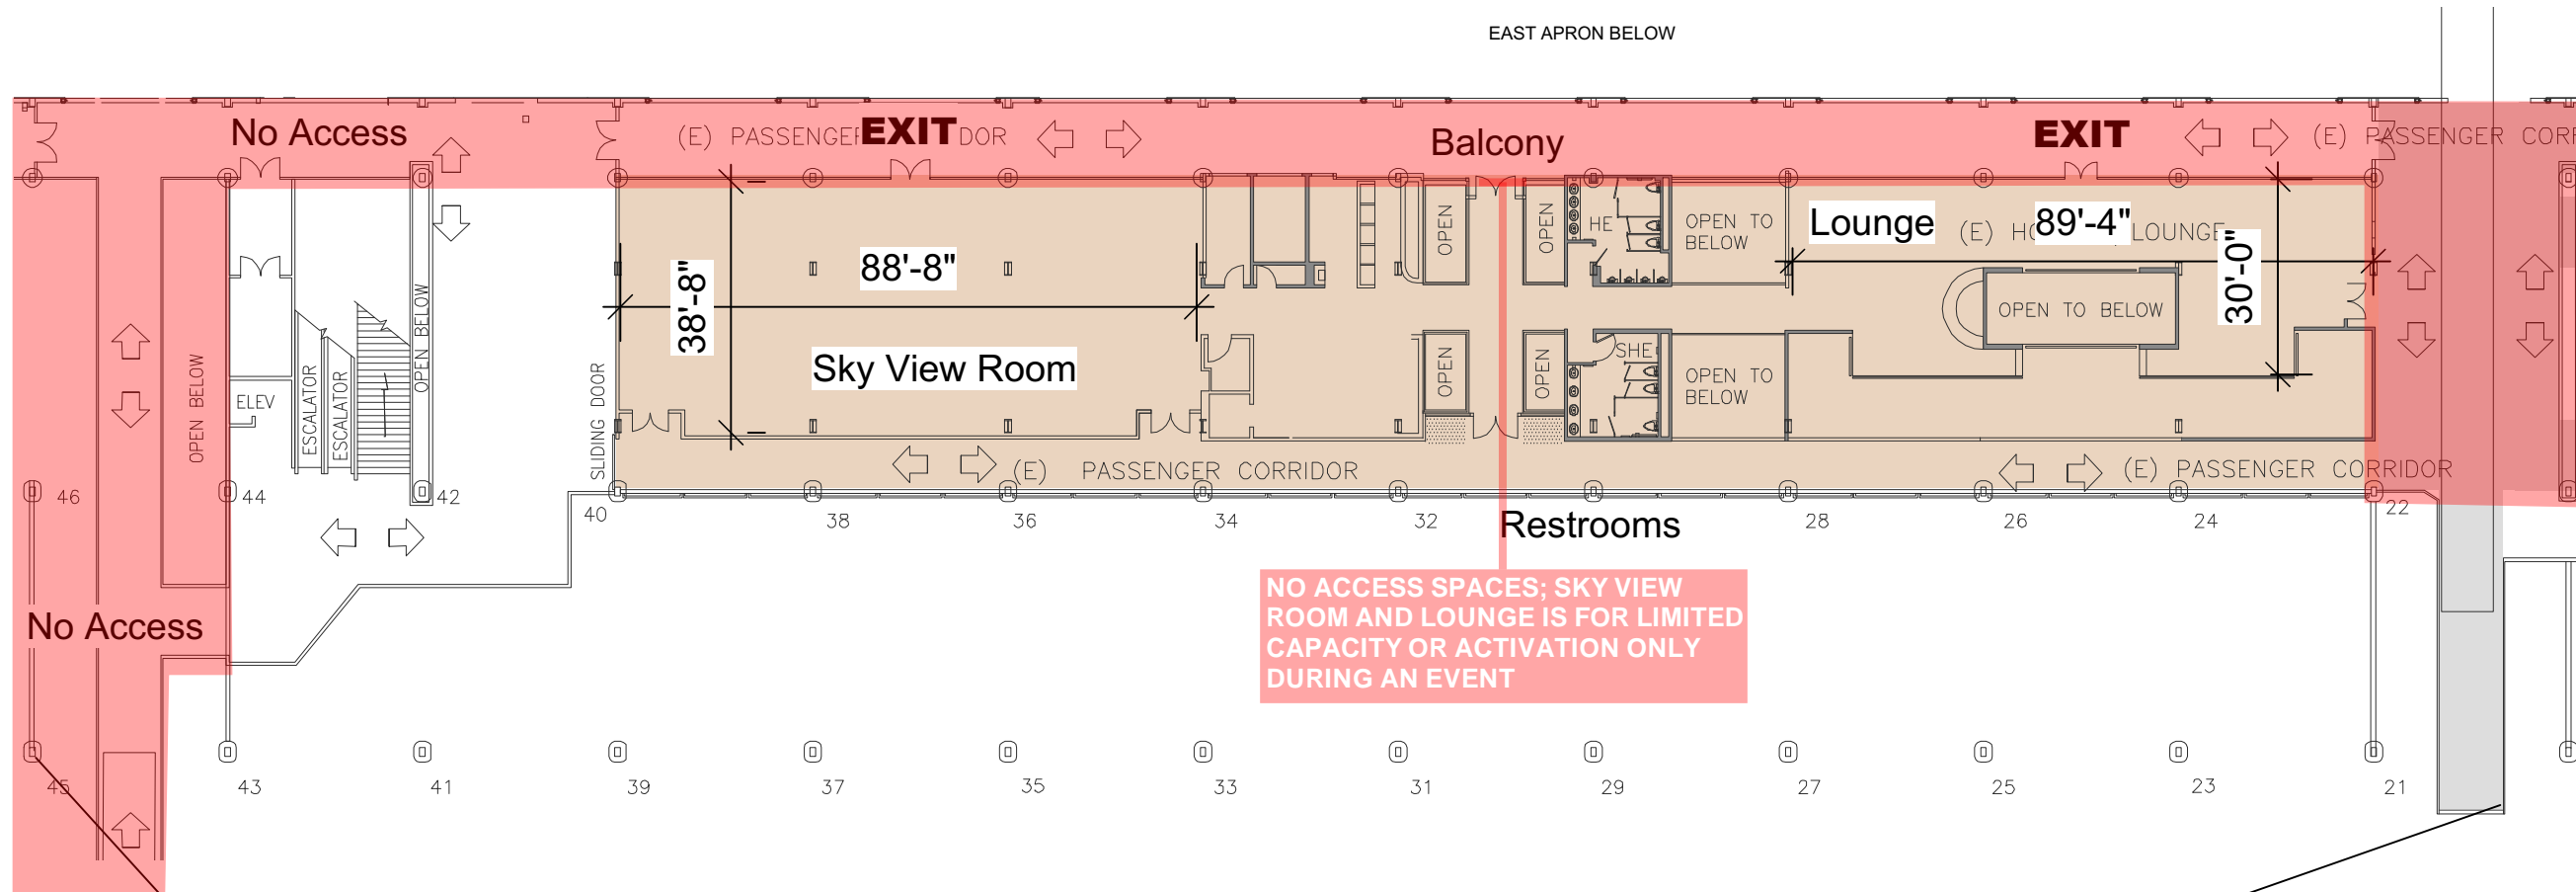 EAST APRON BELOW
No Access
(E) PASSENGER
EXIT
DOR
Balcony
EXIT
(E) PASSENGER CORR
OPEN
OPEN
HE
OPEN TO
BELOW
Lounge
(E) HO
89'-4"
LOUNGE
88'-8"
38'-8"
30'-0"
OPEN TO BELOW
Sky View Room
OPEN
OPEN
SHE
OPEN TO
BELOW
OPEN BELOW
ELEV
ESCALATOR
ESCALATOR
OPEN BELOW
SLIDING DOOR
(E) PASSENGER CORRIDOR
(E) PASSENGER CORRIDOR
46
44
42
40
38
36
34
32
Restrooms
28
26
24
22
NO ACCESS SPACES; SKY VIEW
ROOM AND LOUNGE IS FOR LIMITED
CAPACITY OR ACTIVATION ONLY
DURING AN EVENT
No Access
45
43
41
39
37
35
33
31
29
27
25
23
21